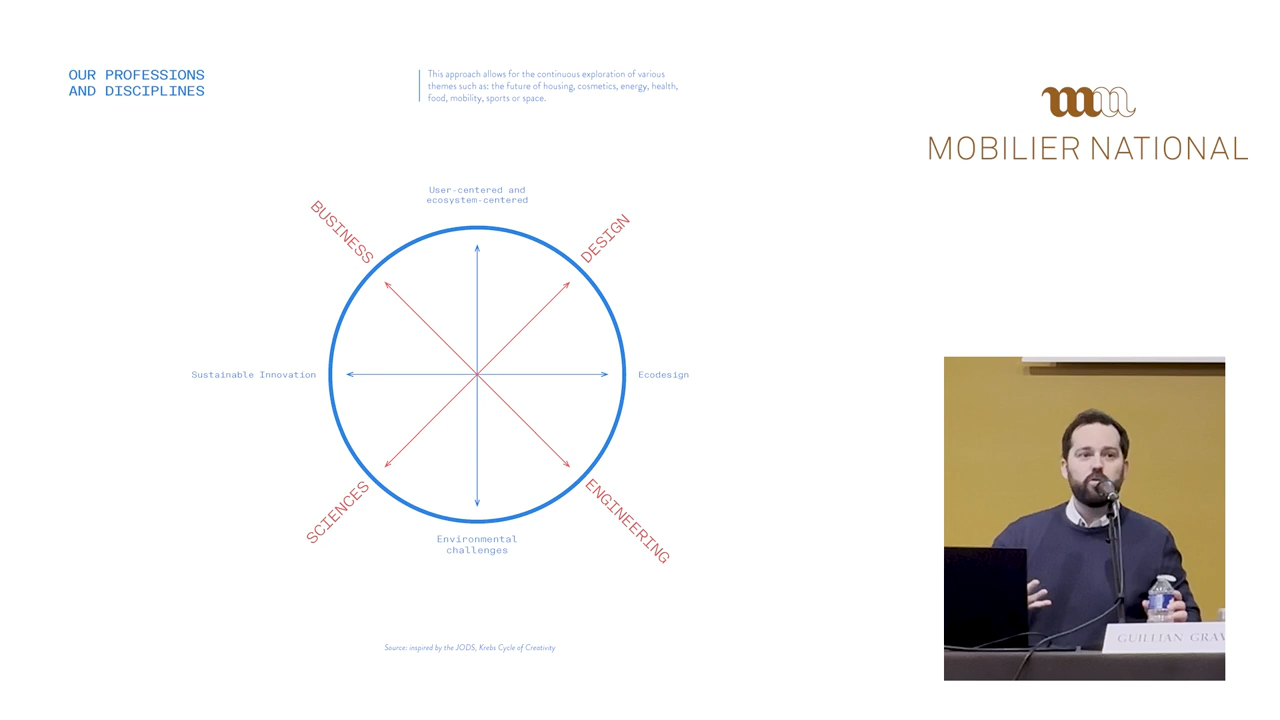 OUR PROFESSIONS
AND DISCIPLINES
This approach allows for the continuous exploration of various
themes such as: the future of housing, cosmetics, energy, health,
food, mobility, sports or space.
MOBILIER NATIONAL
User-centered and
ecosystem-centered
BUSINESS
DESIGN
Sustainable Innovation
Ecodesign
SCIENCES
ENGINEERING
Environmental
challenges
Source: inspired by the JODS, Krebs Cycle of Creativity
GUILLIAN